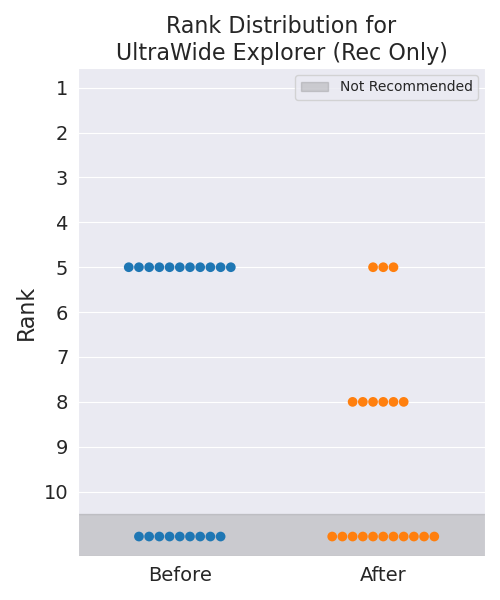 Rank Distribution for
UltraWide Explorer (Rec Only)
Not Recommended
Rank
1
2
3
4
5
6
7
8
9
10
Before After